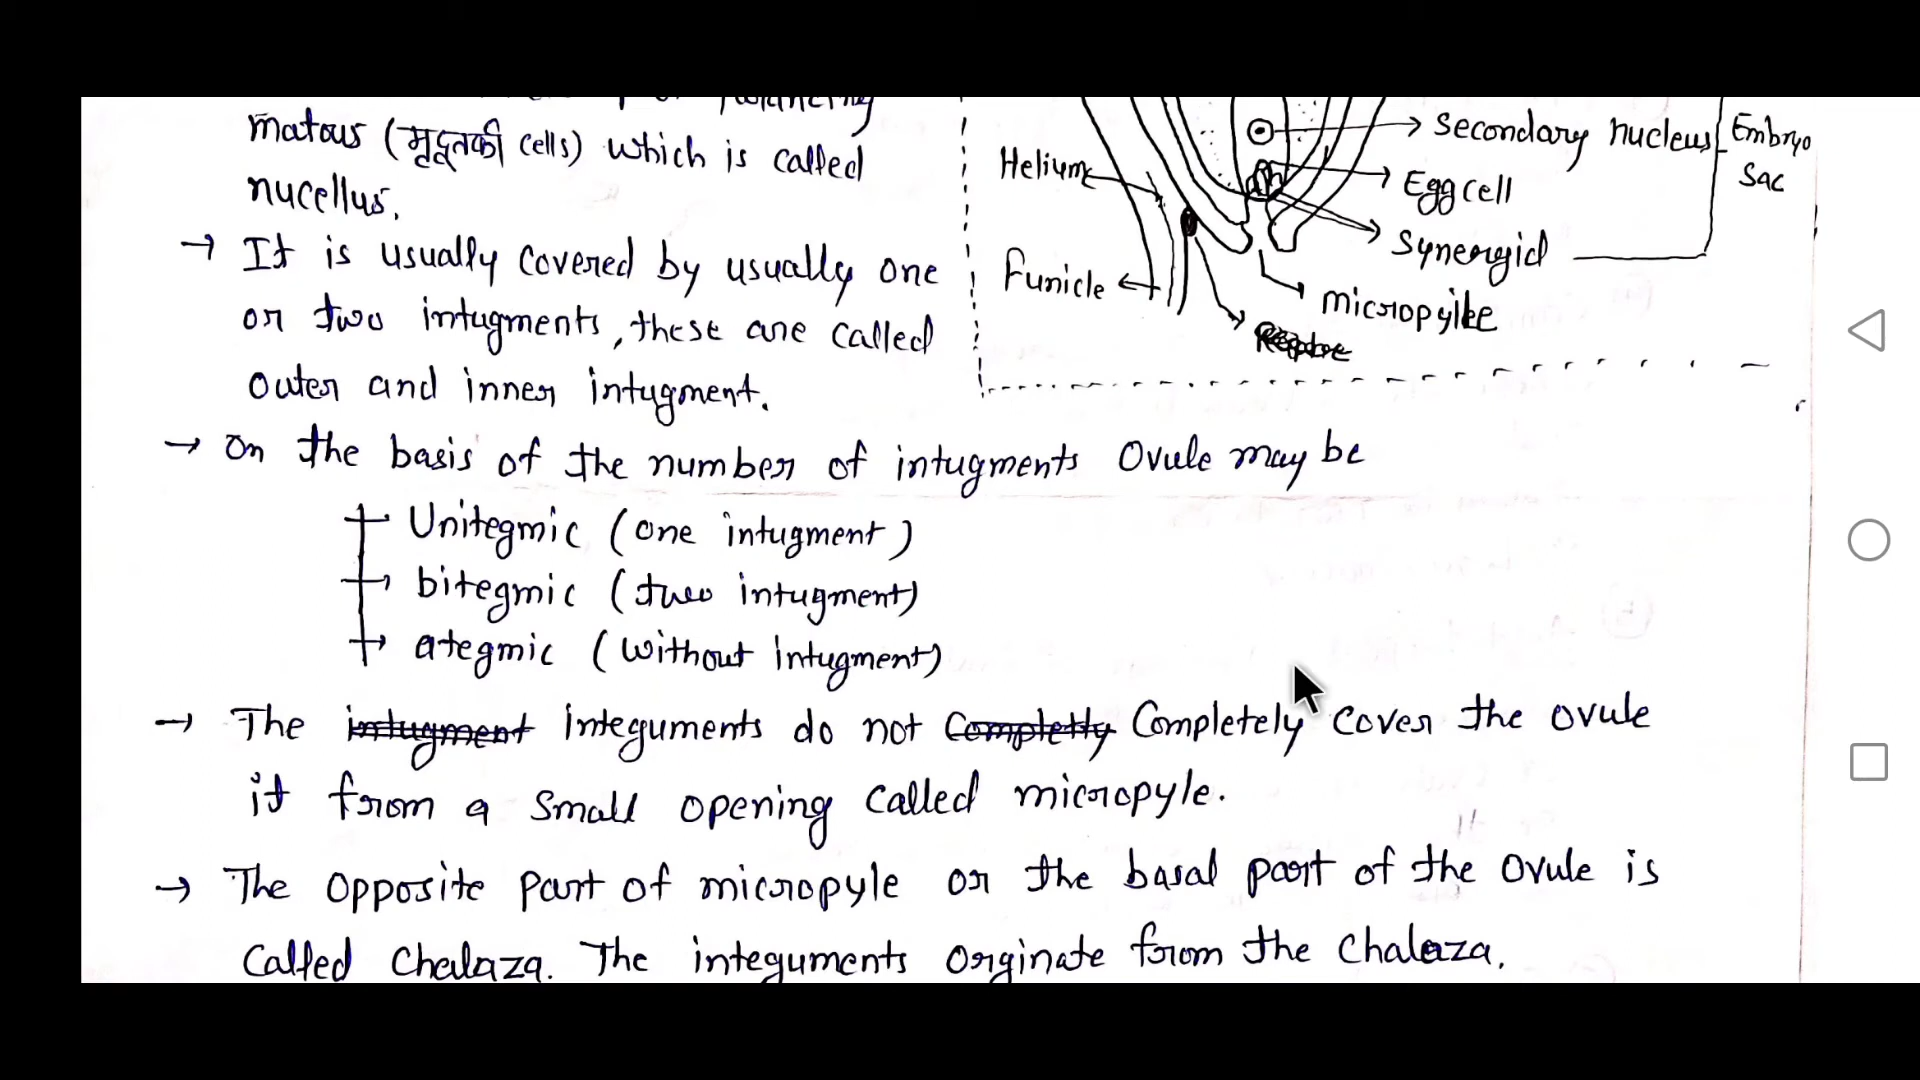 matous (मृदूतकी cells) which is called
nucellus.
→ It is usually covered by usually one
or two intugments, these are called
outer and inner intugment.
→ On the basis of the number of intugments Ovule may be
Unitegmic (one intugment)
bitegmic (two intugment)
ategmic (without intugment)
→ The intugment integuments do not Completty Completely cover the ovule
it from a small opening called micropyle.
→ The opposite part of micropyle or the basal part of the ovule is
called Chalaza. The integuments orginate from the chalaza.
Secondary nucleus
Embryo
Sac
Helium
Egg cell
Synergid
Funicle
micropyle